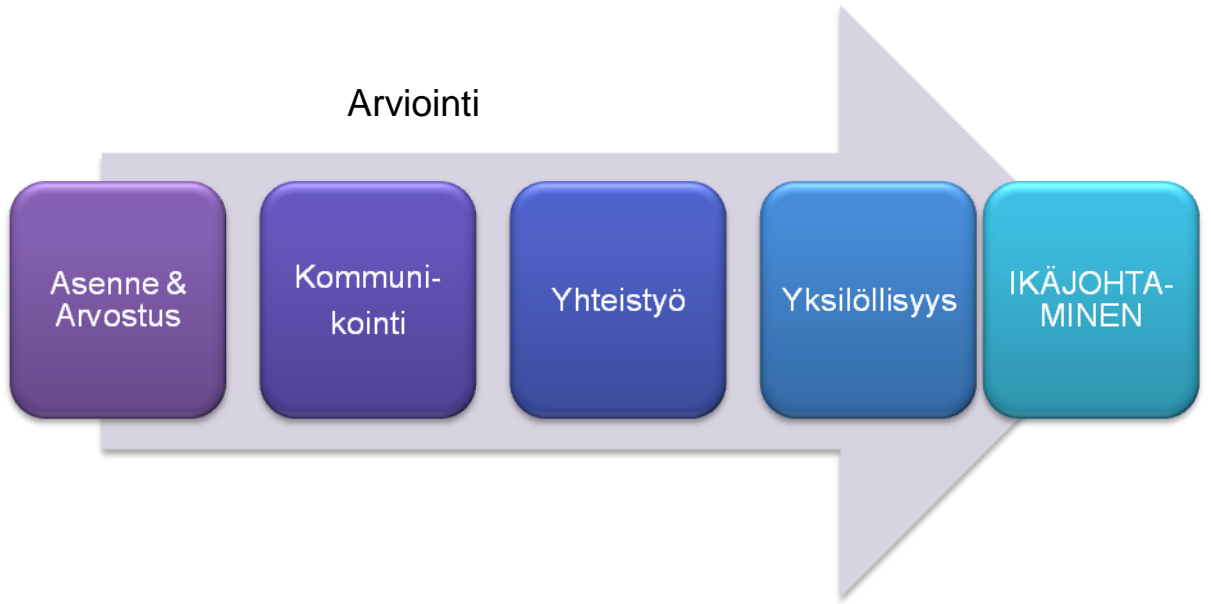 Arviointi
Asenne &
Arvostus
Kommuni-
kointi
Yhteistyö
Yksilöllisyys
IKÄJOHTA-
MINEN